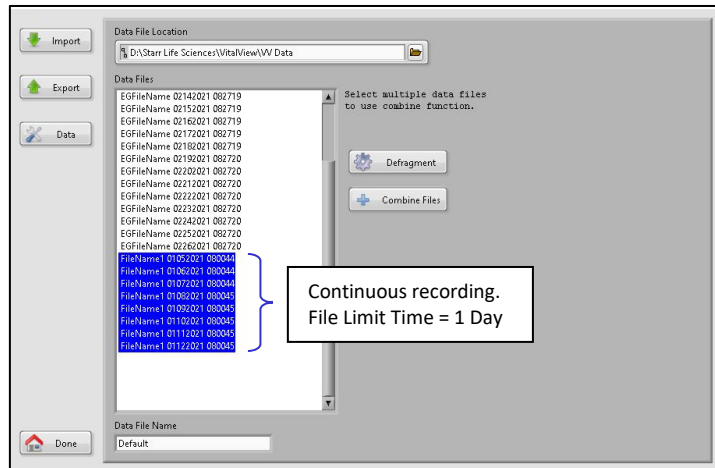 Import
Export
Data
Done
Data File Location
D:\Starr Life Sciences\VitalView\VV Data
Data Files
EGFileName 02142021 082719
EGFileName 02152021 082719
EGFileName 02162021 082719
EGFileName 02172021 082719
EGFileName 02182021 082719
EGFileName 02192021 082720
EGFileName 02202021 082720
EGFileName 02212021 082720
EGFileName 02222021 082720
EGFileName 02232021 082720
EGFileName 02242021 082720
EGFileName 02252021 082720
EGFileName 02262021 082720
FileName1 01052021 080044
FileName1 01062021 080044
FileName1 01072021 080044
FileName1 01082021 080045
FileName1 01092021 080045
FileName1 01102021 080045
FileName1 01112021 080045
FileName1 01122021 080045
Select multiple data files
to use combine function.
Defragment
Combine Files
Continuous recording.
File Limit Time = 1 Day
Data File Name
Default